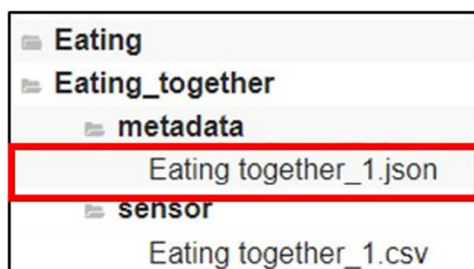 Eating
Eating_together
metadata
Eating together_1.json
sensor
Eating together_1.csv